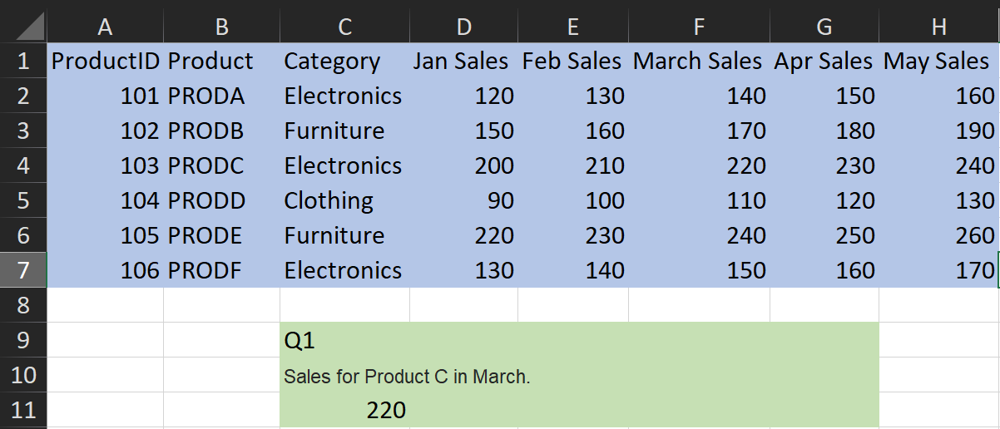 A B C D E F G H
1 ProductID Product Category Jan Sales Feb Sales March Sales Apr Sales May Sales
2 101 PRODA Electronics 120 130 140 150 160
3 102 PRODB Furniture 150 160 170 180 190
4 103 PRODC Electronics 200 210 220 230 240
5 104 PRODD Clothing 90 100 110 120 130
6 105 PRODE Furniture 220 230 240 250 260
7 106 PRODF Electronics 130 140 150 160 170
8
9 Q1
10 Sales for Product C in March.
11 220